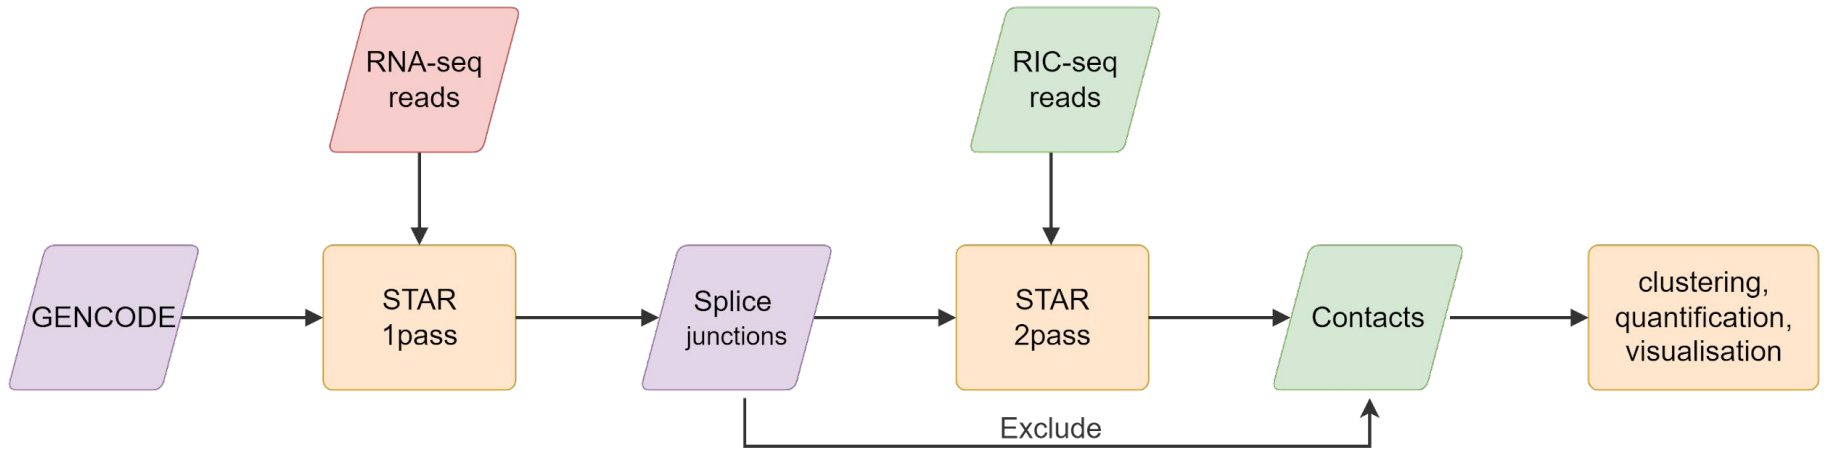 RNA-seq
reads
RIC-seq
reads
GENCODE
STAR
1pass
Splice
junctions
STAR
2pass
Contacts
clustering,
quantification,
visualisation
Exclude